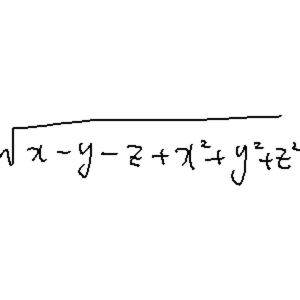 √(x - y - z + x² + y² + z²)